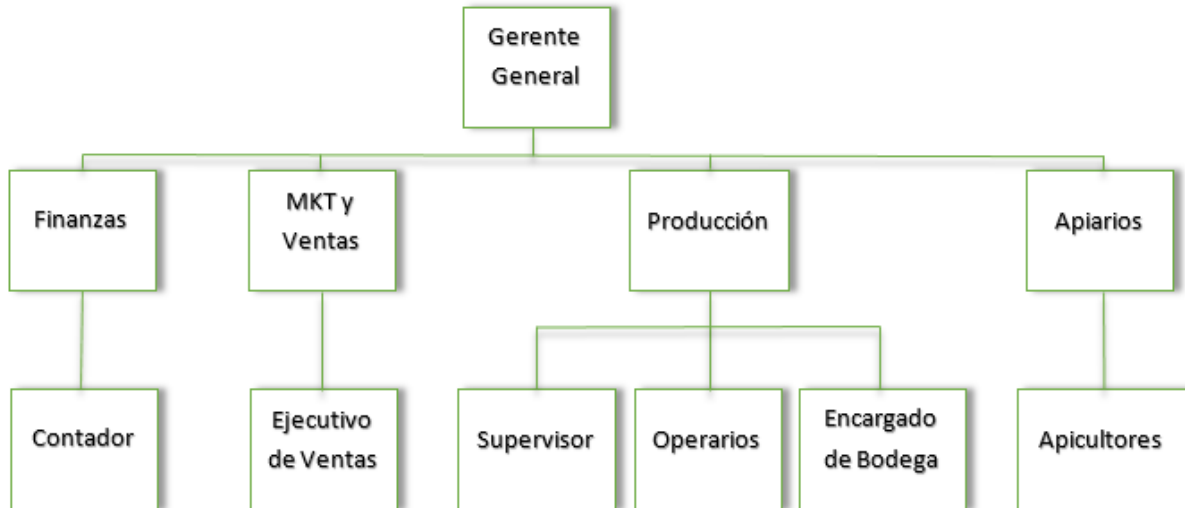 Gerente
General
Finanzas
MKT y
Ventas
Producción
Apiarios
Contador
Ejecutivo
de Ventas
Supervisor
Operarios
Encargado
de Bodega
Apicultores